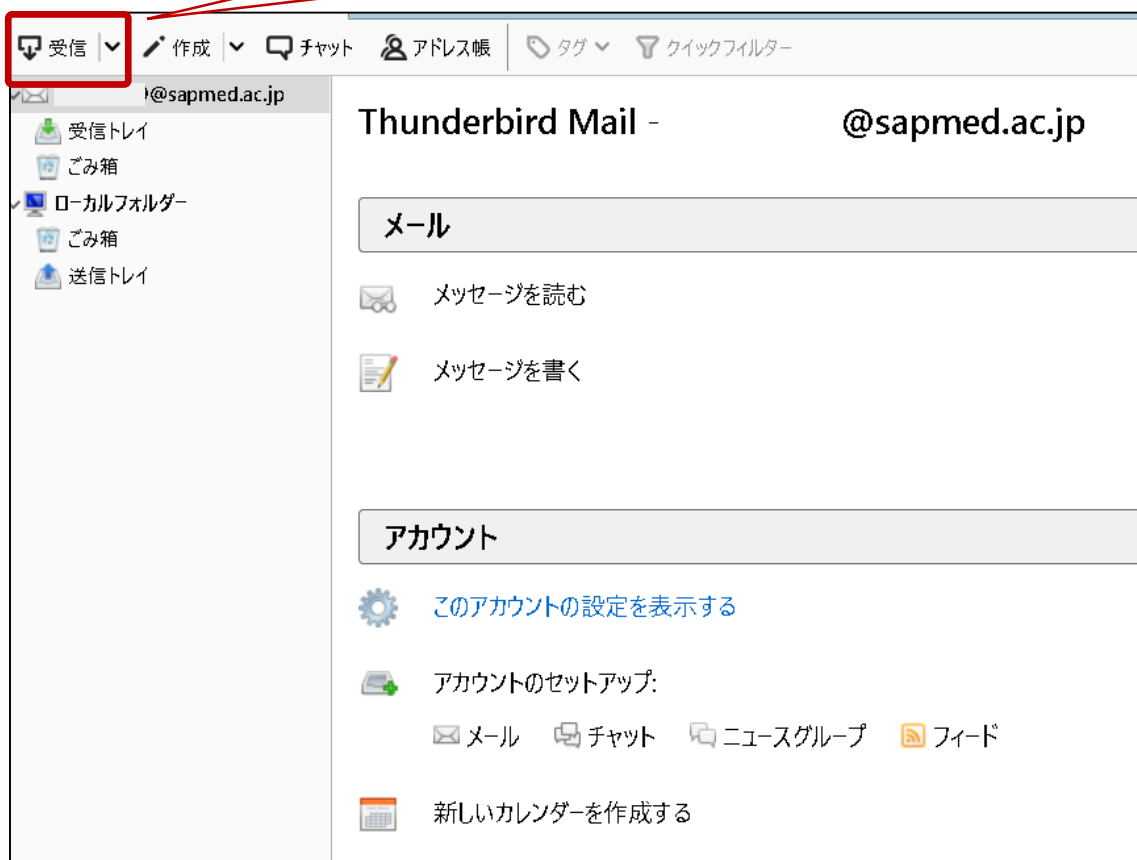 受信 作成 チャット アドレス帳 タグ クイックフィルター
@sapmed.ac.jp
受信トレイ
ごみ箱
ローカルフォルダー
ごみ箱
送信トレイ
Thunderbird Mail - @sapmed.ac.jp
メール
メッセージを読む
メッセージを書く
アカウント
このアカウントの設定を表示する
アカウントのセットアップ:
メール チャット ニュースグループ フィード
新しいカレンダーを作成する